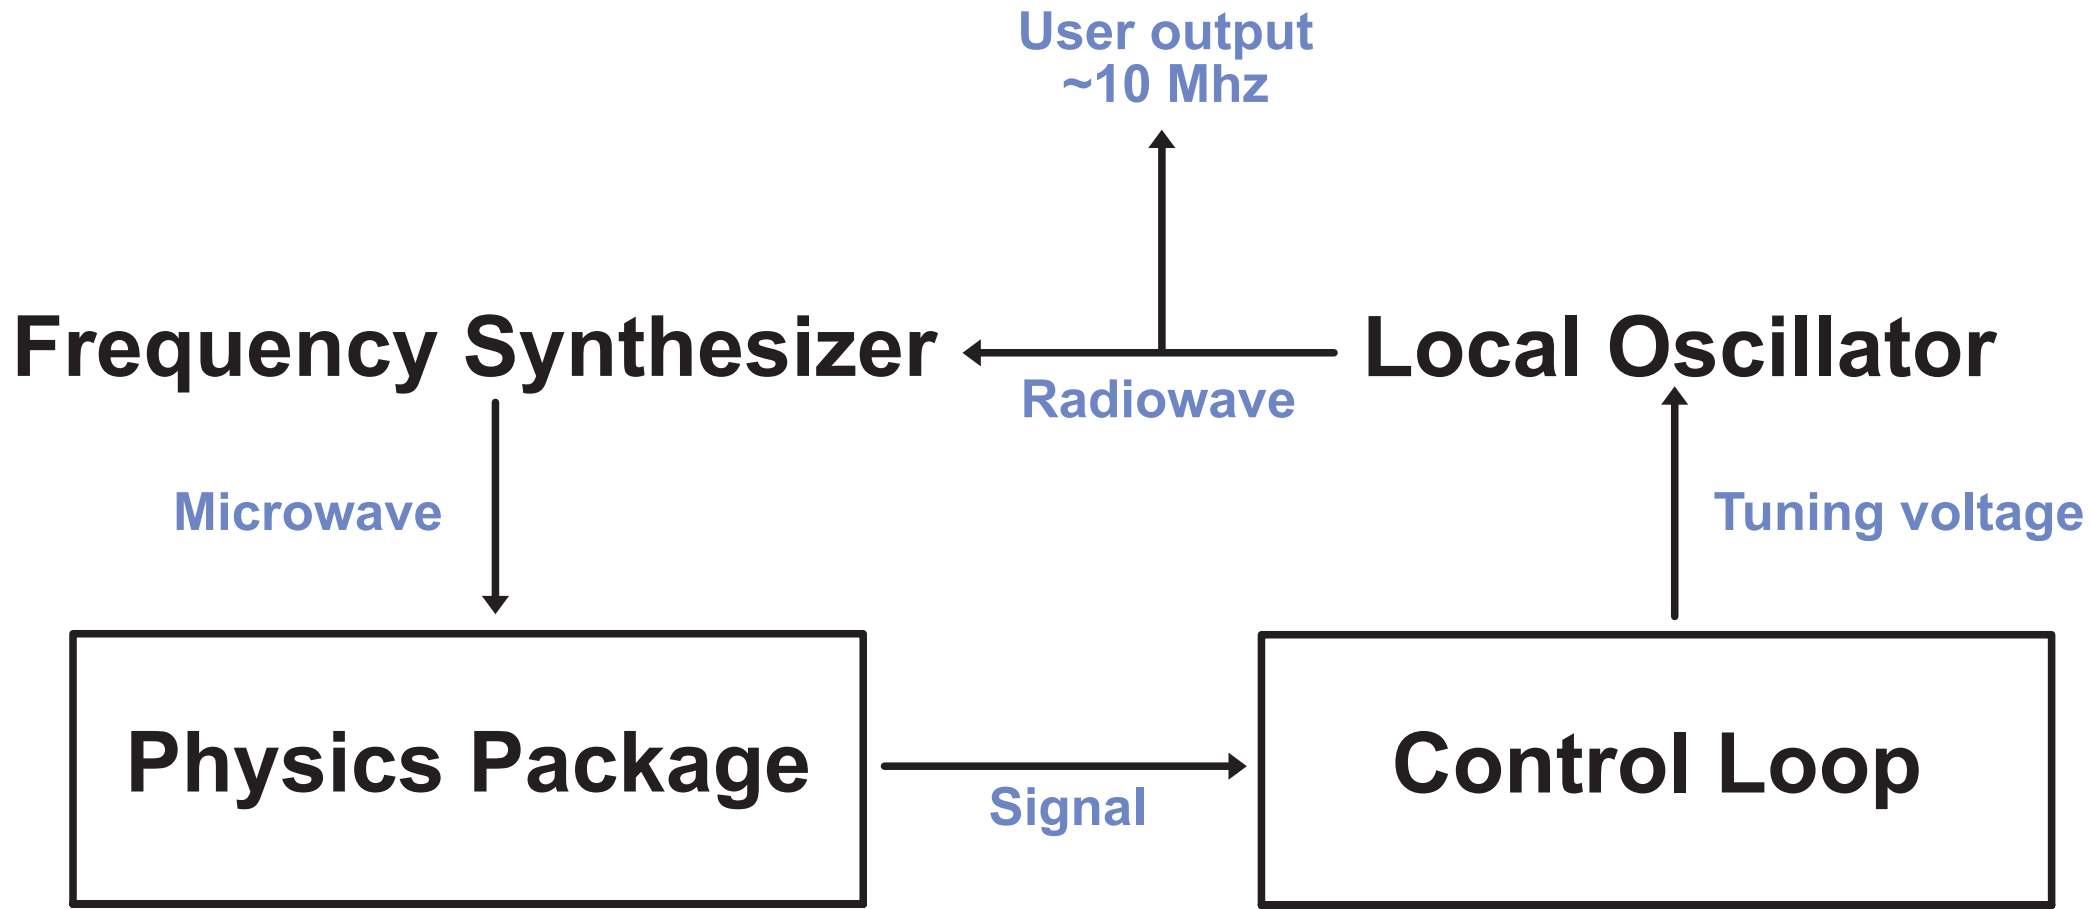 User output
~10 Mhz
Frequency Synthesizer
Local Oscillator
Radiowave
Microwave
Tuning voltage
Physics Package
Control Loop
Signal